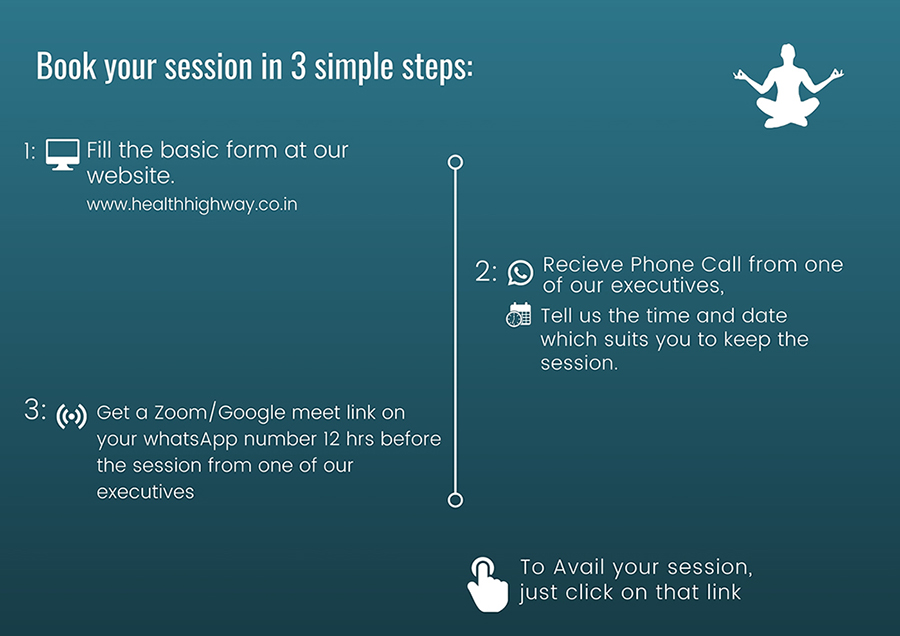 Book your session in 3 simple steps:
1: Fill the basic form at our
website.
www.healthhighway.co.in
2: Recieve Phone Call from one
of our executives,
Tell us the time and date
which suits you to keep the
session.
3: Get a Zoom/Google meet link on
your whatsApp number 12 hrs before
the session from one of our
executives
To Avail your session,
just click on that link